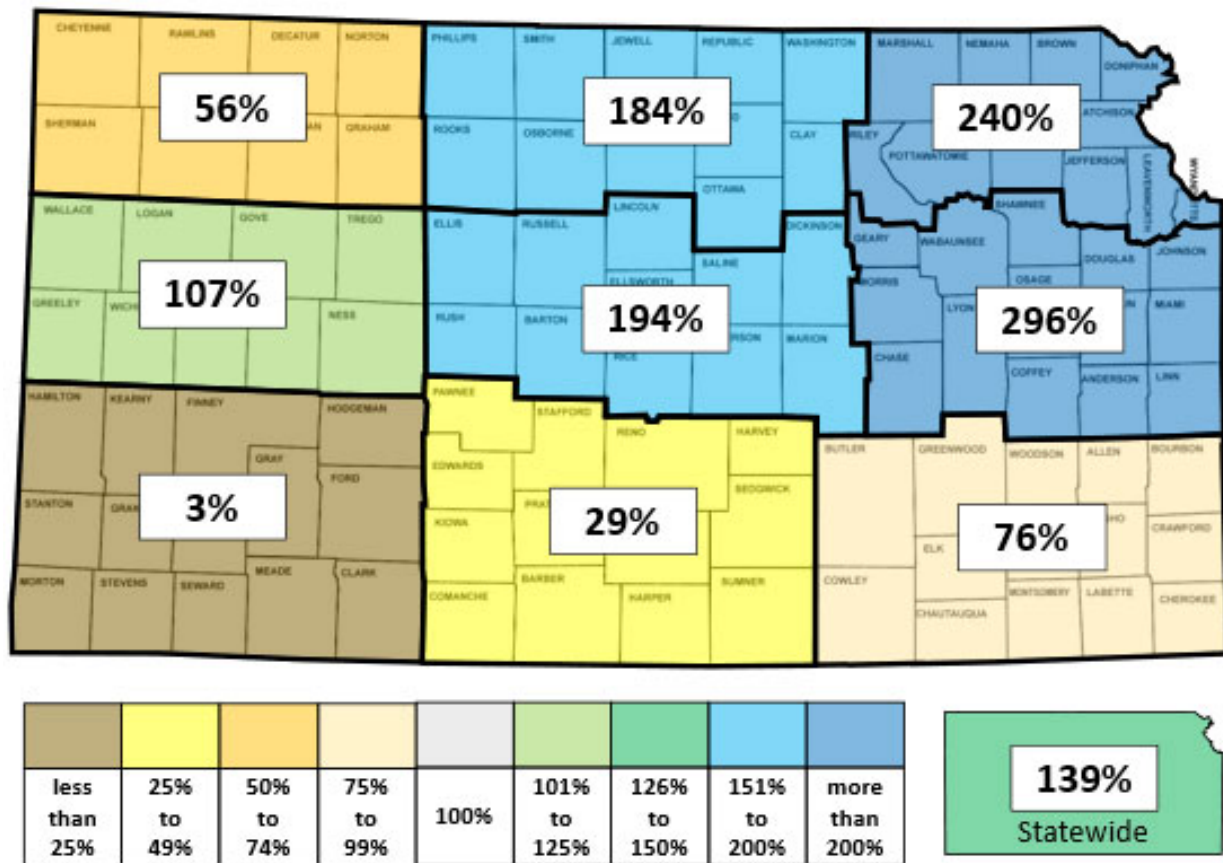 CHEYENNE RAWLINS DECATUR NORTON PHILLIPS SMITH JEWELL REPUBLIC WASHINGTON MARSHALL NEMAHA BROWN
DONIPHAN
56% 184% 240%
SHERMAN GRAHAM ROOKS OSBORNE CLAY ATCHISON
POTTAWATOMIE JEFFERSON LEAVENWORTH
OTTAWA
WALLACE LOGAN GOVE TREGO ELLIS RUSSELL LINCOLN DICKINSON GEARY WABAUNSEE SHAWNEE DOUGLAS JOHNSON
SALINE
ELLSWORTH OSAGE
107% 194% 296%
GREELEY NESS RUSH BARTON MARION LYON MIAMI
RICE CHASE COFFEY ANDERSON LINN
HAMILTON KEARNY FINNEY HODGEMAN PAWNEE STAFFORD RENO HARVEY BUTLER GREENWOOD WOODSON ALLEN BOURBON
GRAY FORD EDWARDS SEDGWICK
3% 29% 76%
STANTON KIOWA ELK CRAWFORD
MORTON STEVENS SEWARD MEADE CLARK COMANCHE BARBER HARPER SUMNER COWLEY CHAUTAUQUA MONTGOMERY LABETTE CHEROKEE
less
than
25%
25%
to
49%
50%
to
74%
75%
to
99%
100%
101%
to
125%
126%
to
150%
151%
to
200%
more
than
200%
139%
Statewide